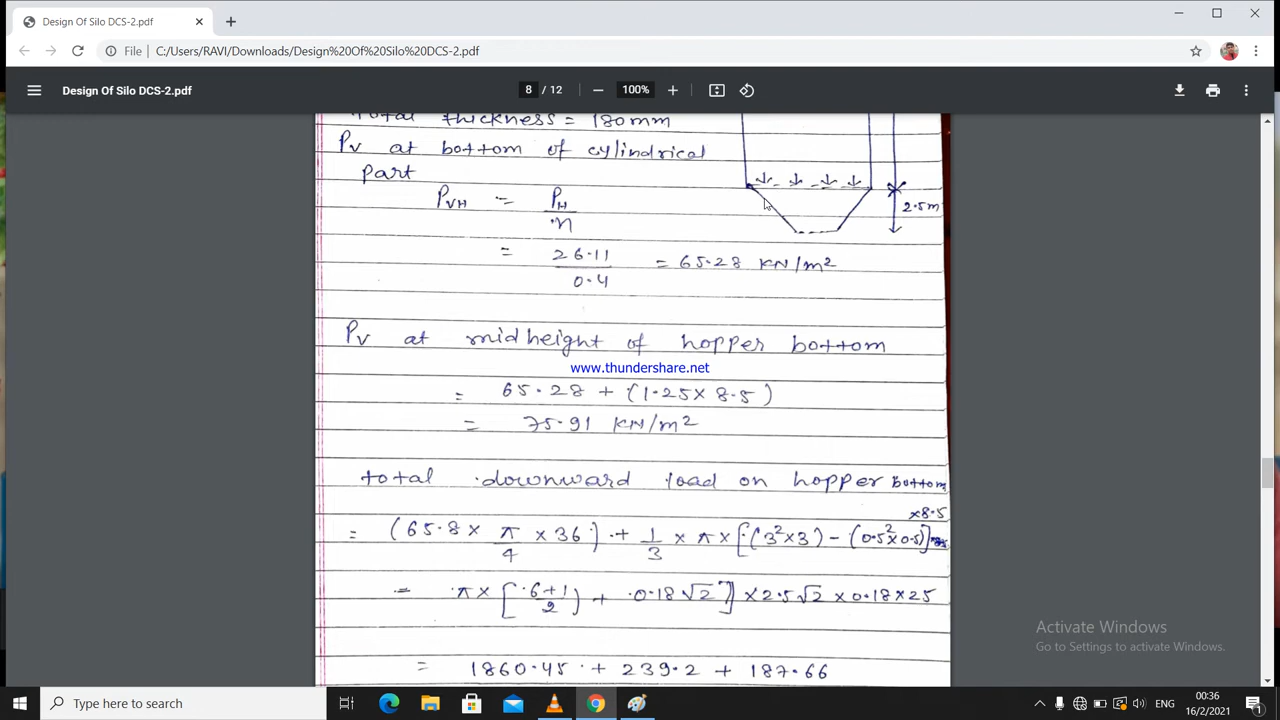 Design Of Silo DCS-2.pdf
File | C:/Users/RAVI/Downloads/Design%20Of%20Silo%20DCS-2.pdf
Design Of Silo DCS-2.pdf
8 / 12
100%
Total thickness = 180mm
Pv at bottom of cylindrical
part
PVH = PH / n
2.5m
= 26.11 / 0.4 = 65.28 KN/m²
Pv at midheight of hopper bottom
www.thundershare.net
= 65.28 + (1.25 x 8.5)
= 75.91 KN/m²
total downward load on hopper bottom
= (65.8 x π/4 x 36) + 1/3 x π x [(3² x 3) - (0.5² x 0.5)] x 8.5
= π x [(6+1/2) + 0.18√2] x 2.5√2 x 0.18 x 25
= 1860.45 + 239.2 + 187.66
Activate Windows
Go to Settings to activate Windows.
Type here to search
ENG
00:36
16/2/2021